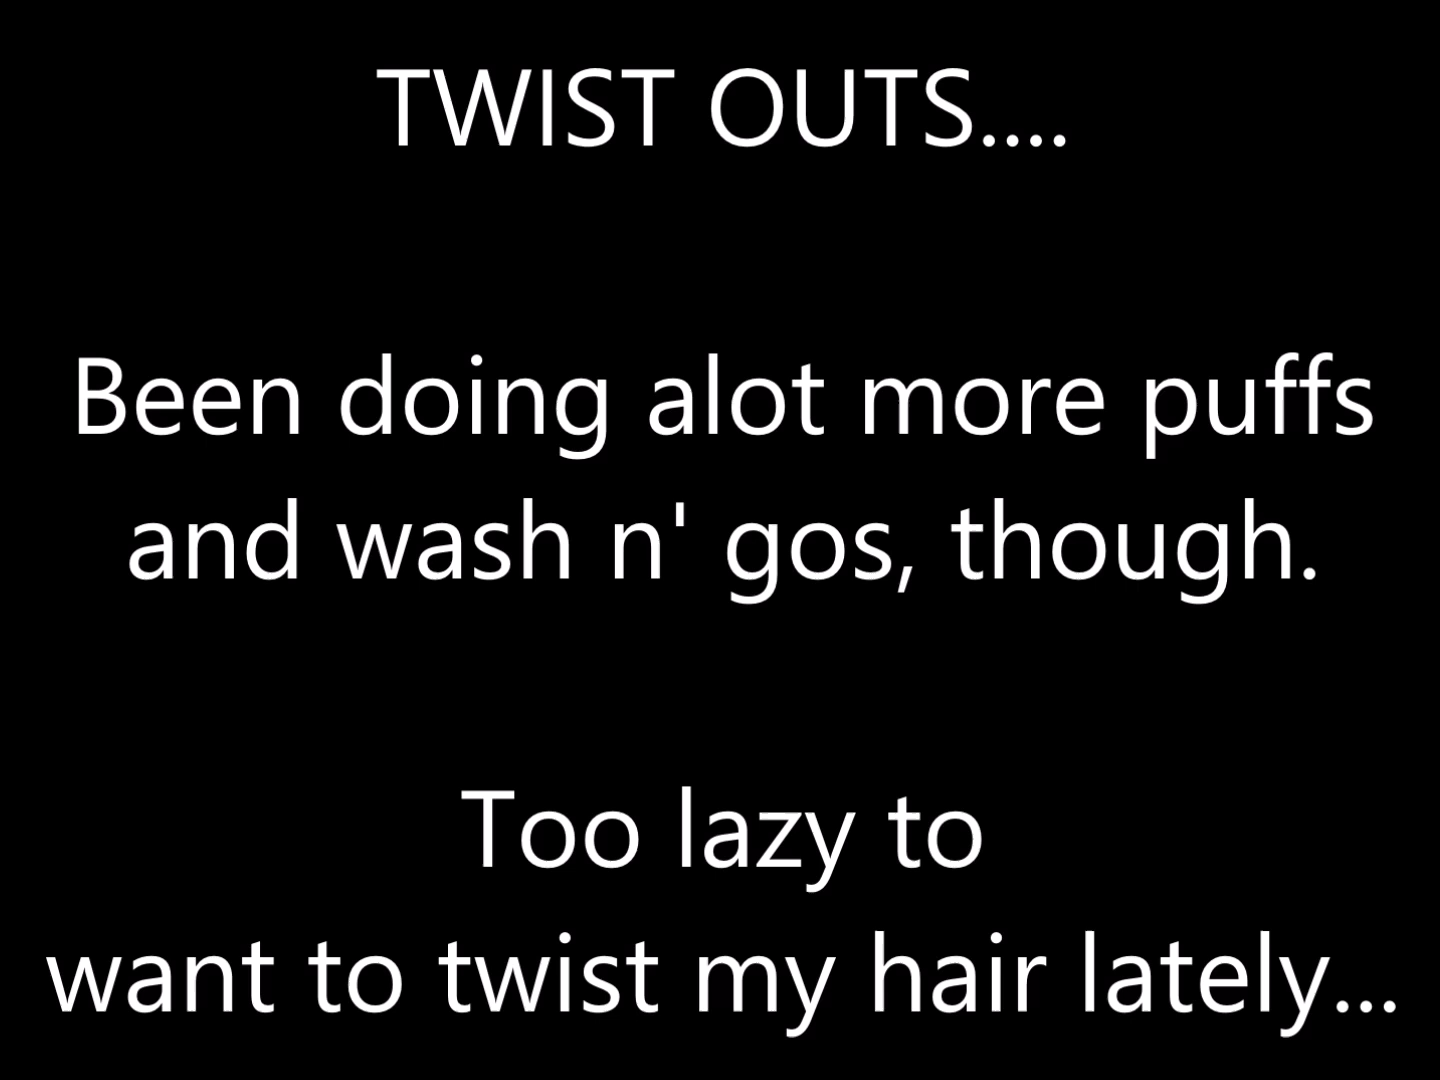 TWIST OUTS....
Been doing alot more puffs
and wash n' gos, though.
Too lazy to
want to twist my hair lately...